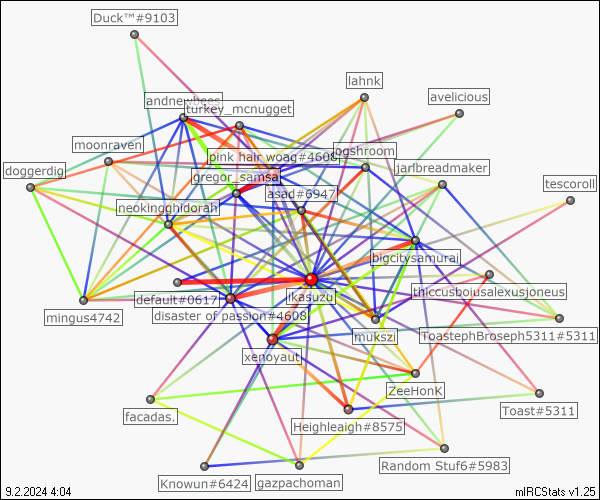 Duck™#9103
lahnk
avelicious
turkey_mcnugget
moonraven
pink hair woag#4608
jarlbreadmaker
doggerdig
gregor_samsa
tescoroll
asad#6947
neokingghidorah
bigcitysamurai
default#0617
ikasuzu
thiccusboiusalexusjoneus
mingus4742
disaster of passion#4608
mukszi
ToastephBroseph5311#5311
xenoyaut
ZeeHonk
facadas.
Toast#5311
Heighleaigh#8575
Random Stuf6#5983
Knowun#6424
gazpachoman
9.2.2024 4:04
mIRCStats v1.25